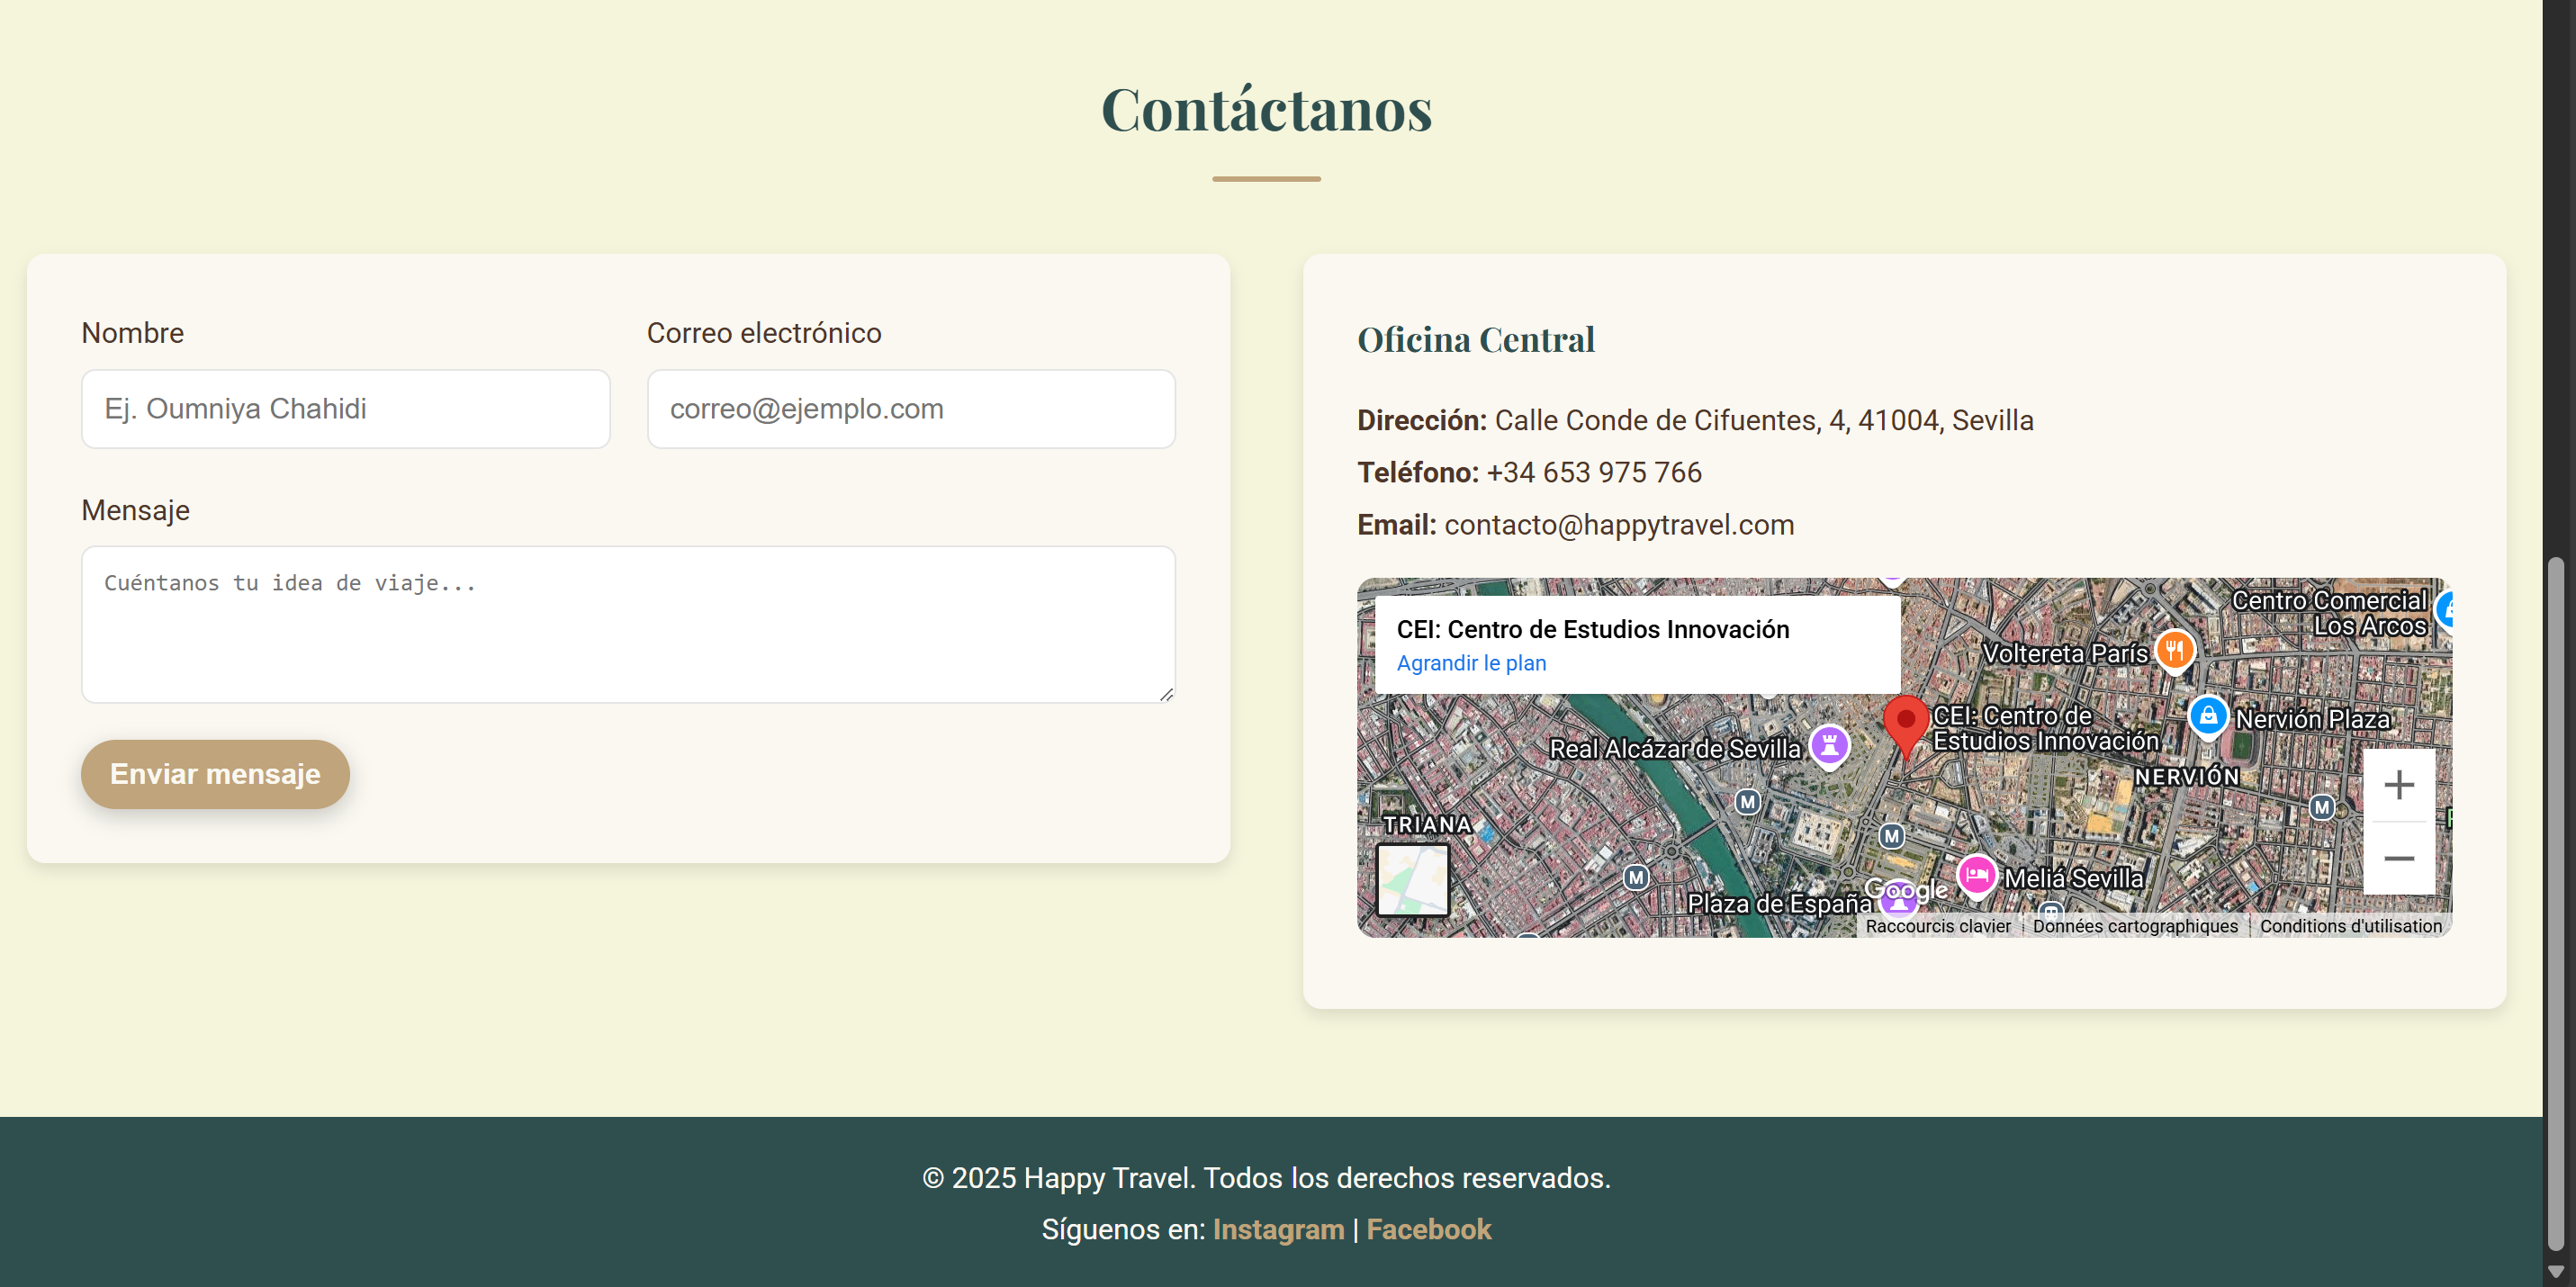 Contáctanos
Nombre
Correo electrónico
Ej. Oumniya Chahidi
correo@ejemplo.com
Mensaje
Cuéntanos tu idea de viaje...
Enviar mensaje
Oficina Central
Dirección: Calle Conde de Cifuentes, 4, 41004, Sevilla
Teléfono: +34 653 975 766
Email: contacto@happytravel.com
CEI: Centro de Estudios Innovación
Agrandir le plan
Centro Comercial
Los Arcos
Voltereta París
CEI: Centro de
Estudios Innovación
Nervión Plaza
Real Alcázar de Sevilla
NERVIÓN
M
M
M
TRIANA
M
Meliá Sevilla
Plaza de España
Google
Raccourcis clavier
Données cartographiques
Conditions d'utilisation
© 2025 Happy Travel. Todos los derechos reservados.
Síguenos en: Instagram | Facebook